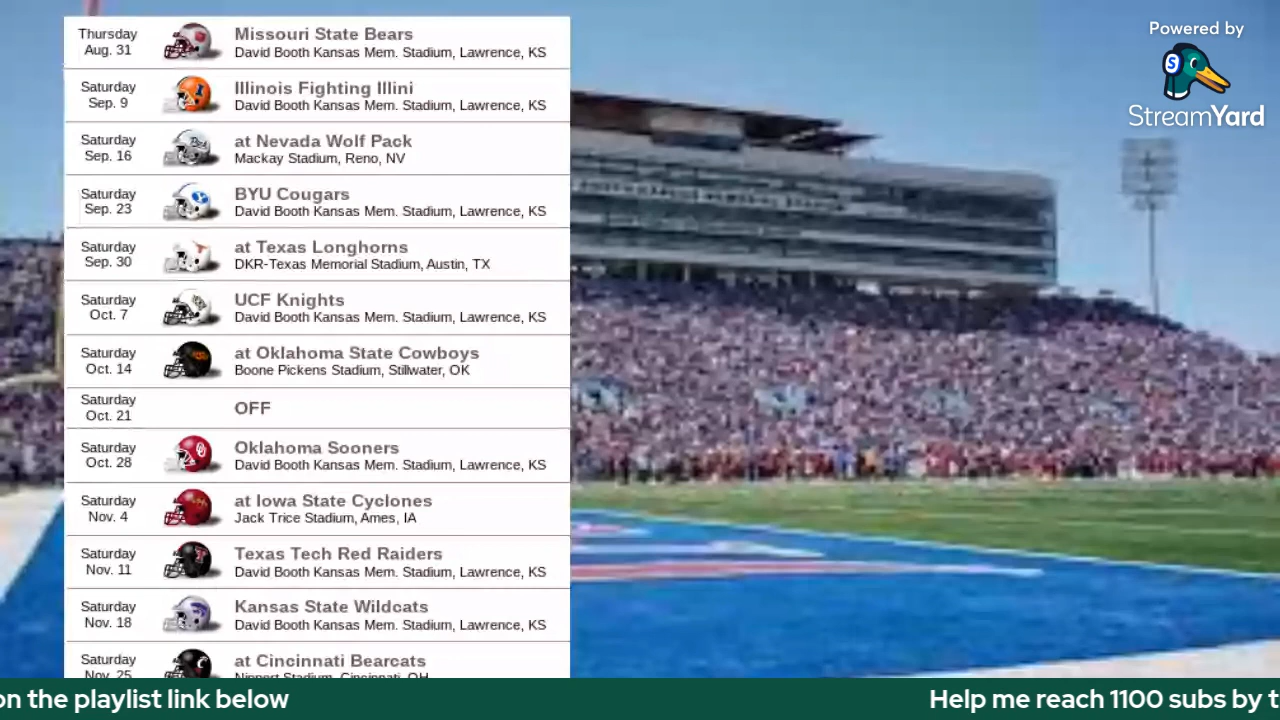 Thursday
Aug. 31
Missouri State Bears
David Booth Kansas Mem. Stadium, Lawrence, KS
Saturday
Sep. 9
Illinois Fighting Illini
David Booth Kansas Mem. Stadium, Lawrence, KS
Saturday
Sep. 16
at Nevada Wolf Pack
Mackay Stadium, Reno, NV
Saturday
Sep. 23
BYU Cougars
David Booth Kansas Mem. Stadium, Lawrence, KS
Saturday
Sep. 30
at Texas Longhorns
DKR-Texas Memorial Stadium, Austin, TX
Saturday
Oct. 7
UCF Knights
David Booth Kansas Mem. Stadium, Lawrence, KS
Saturday
Oct. 14
at Oklahoma State Cowboys
Boone Pickens Stadium, Stillwater, OK
Saturday
Oct. 21
OFF
Saturday
Oct. 28
Oklahoma Sooners
David Booth Kansas Mem. Stadium, Lawrence, KS
Saturday
Nov. 4
at Iowa State Cyclones
Jack Trice Stadium, Ames, IA
Saturday
Nov. 11
Texas Tech Red Raiders
David Booth Kansas Mem. Stadium, Lawrence, KS
Saturday
Nov. 18
Kansas State Wildcats
David Booth Kansas Mem. Stadium, Lawrence, KS
Saturday
Nov. 25
at Cincinnati Bearcats
Nippert Stadium, Cincinnati, OH
Powered by
StreamYard
on the playlist link below
Help me reach 1100 subs by t